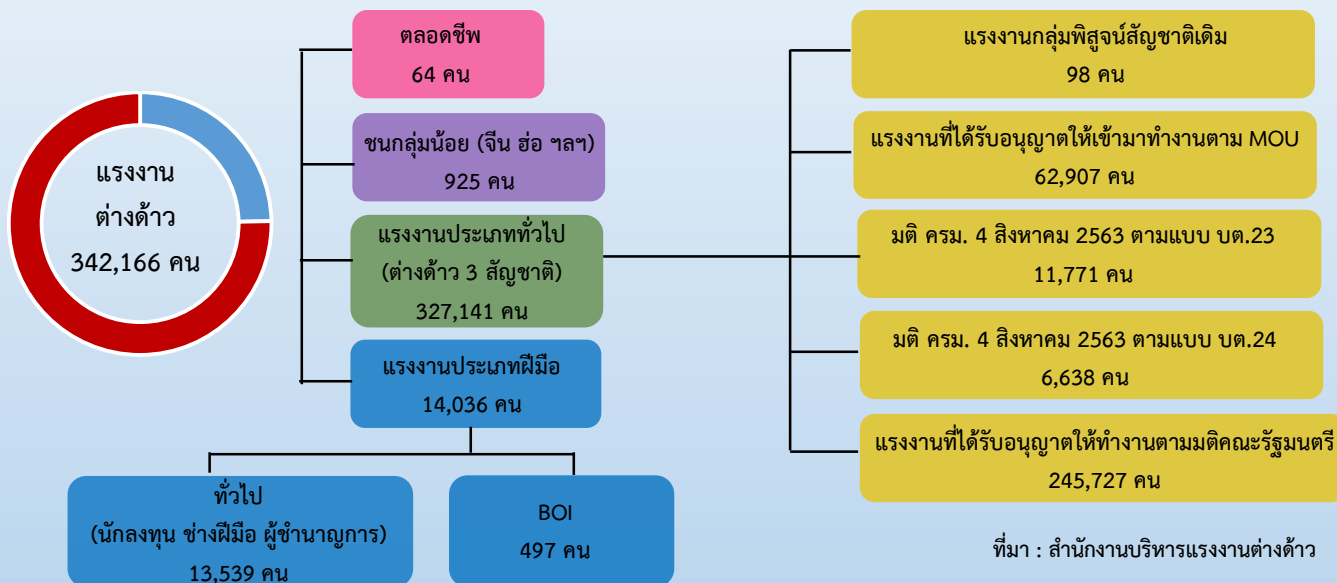 แรงงาน
ต่างด้าว
342,166 คน
ตลอดชีพ
64 คน
ชนกลุ่มน้อย (จีน ฮ่อ ฯลฯ)
925 คน
แรงงานประเภททั่วไป
(ต่างด้าว 3 สัญชาติ)
327,141 คน
แรงงานประเภทฝีมือ
14,036 คน
ทั่วไป
(นักลงทุน ช่างฝีมือ ผู้ชำนาญการ)
13,539 คน
BOI
497 คน
แรงงานกลุ่มพิสูจน์สัญชาติเดิม
98 คน
แรงงานที่ได้รับอนุญาตให้เข้ามาทำงานตาม MOU
62,907 คน
มติ ครม. 4 สิงหาคม 2563 ตามแบบ บต.23
11,771 คน
มติ ครม. 4 สิงหาคม 2563 ตามแบบ บต.24
6,638 คน
แรงงานที่ได้รับอนุญาตให้ทำงานตามมติคณะรัฐมนตรี
245,727 คน
ที่มา : สำนักงานบริหารแรงงานต่างด้าว